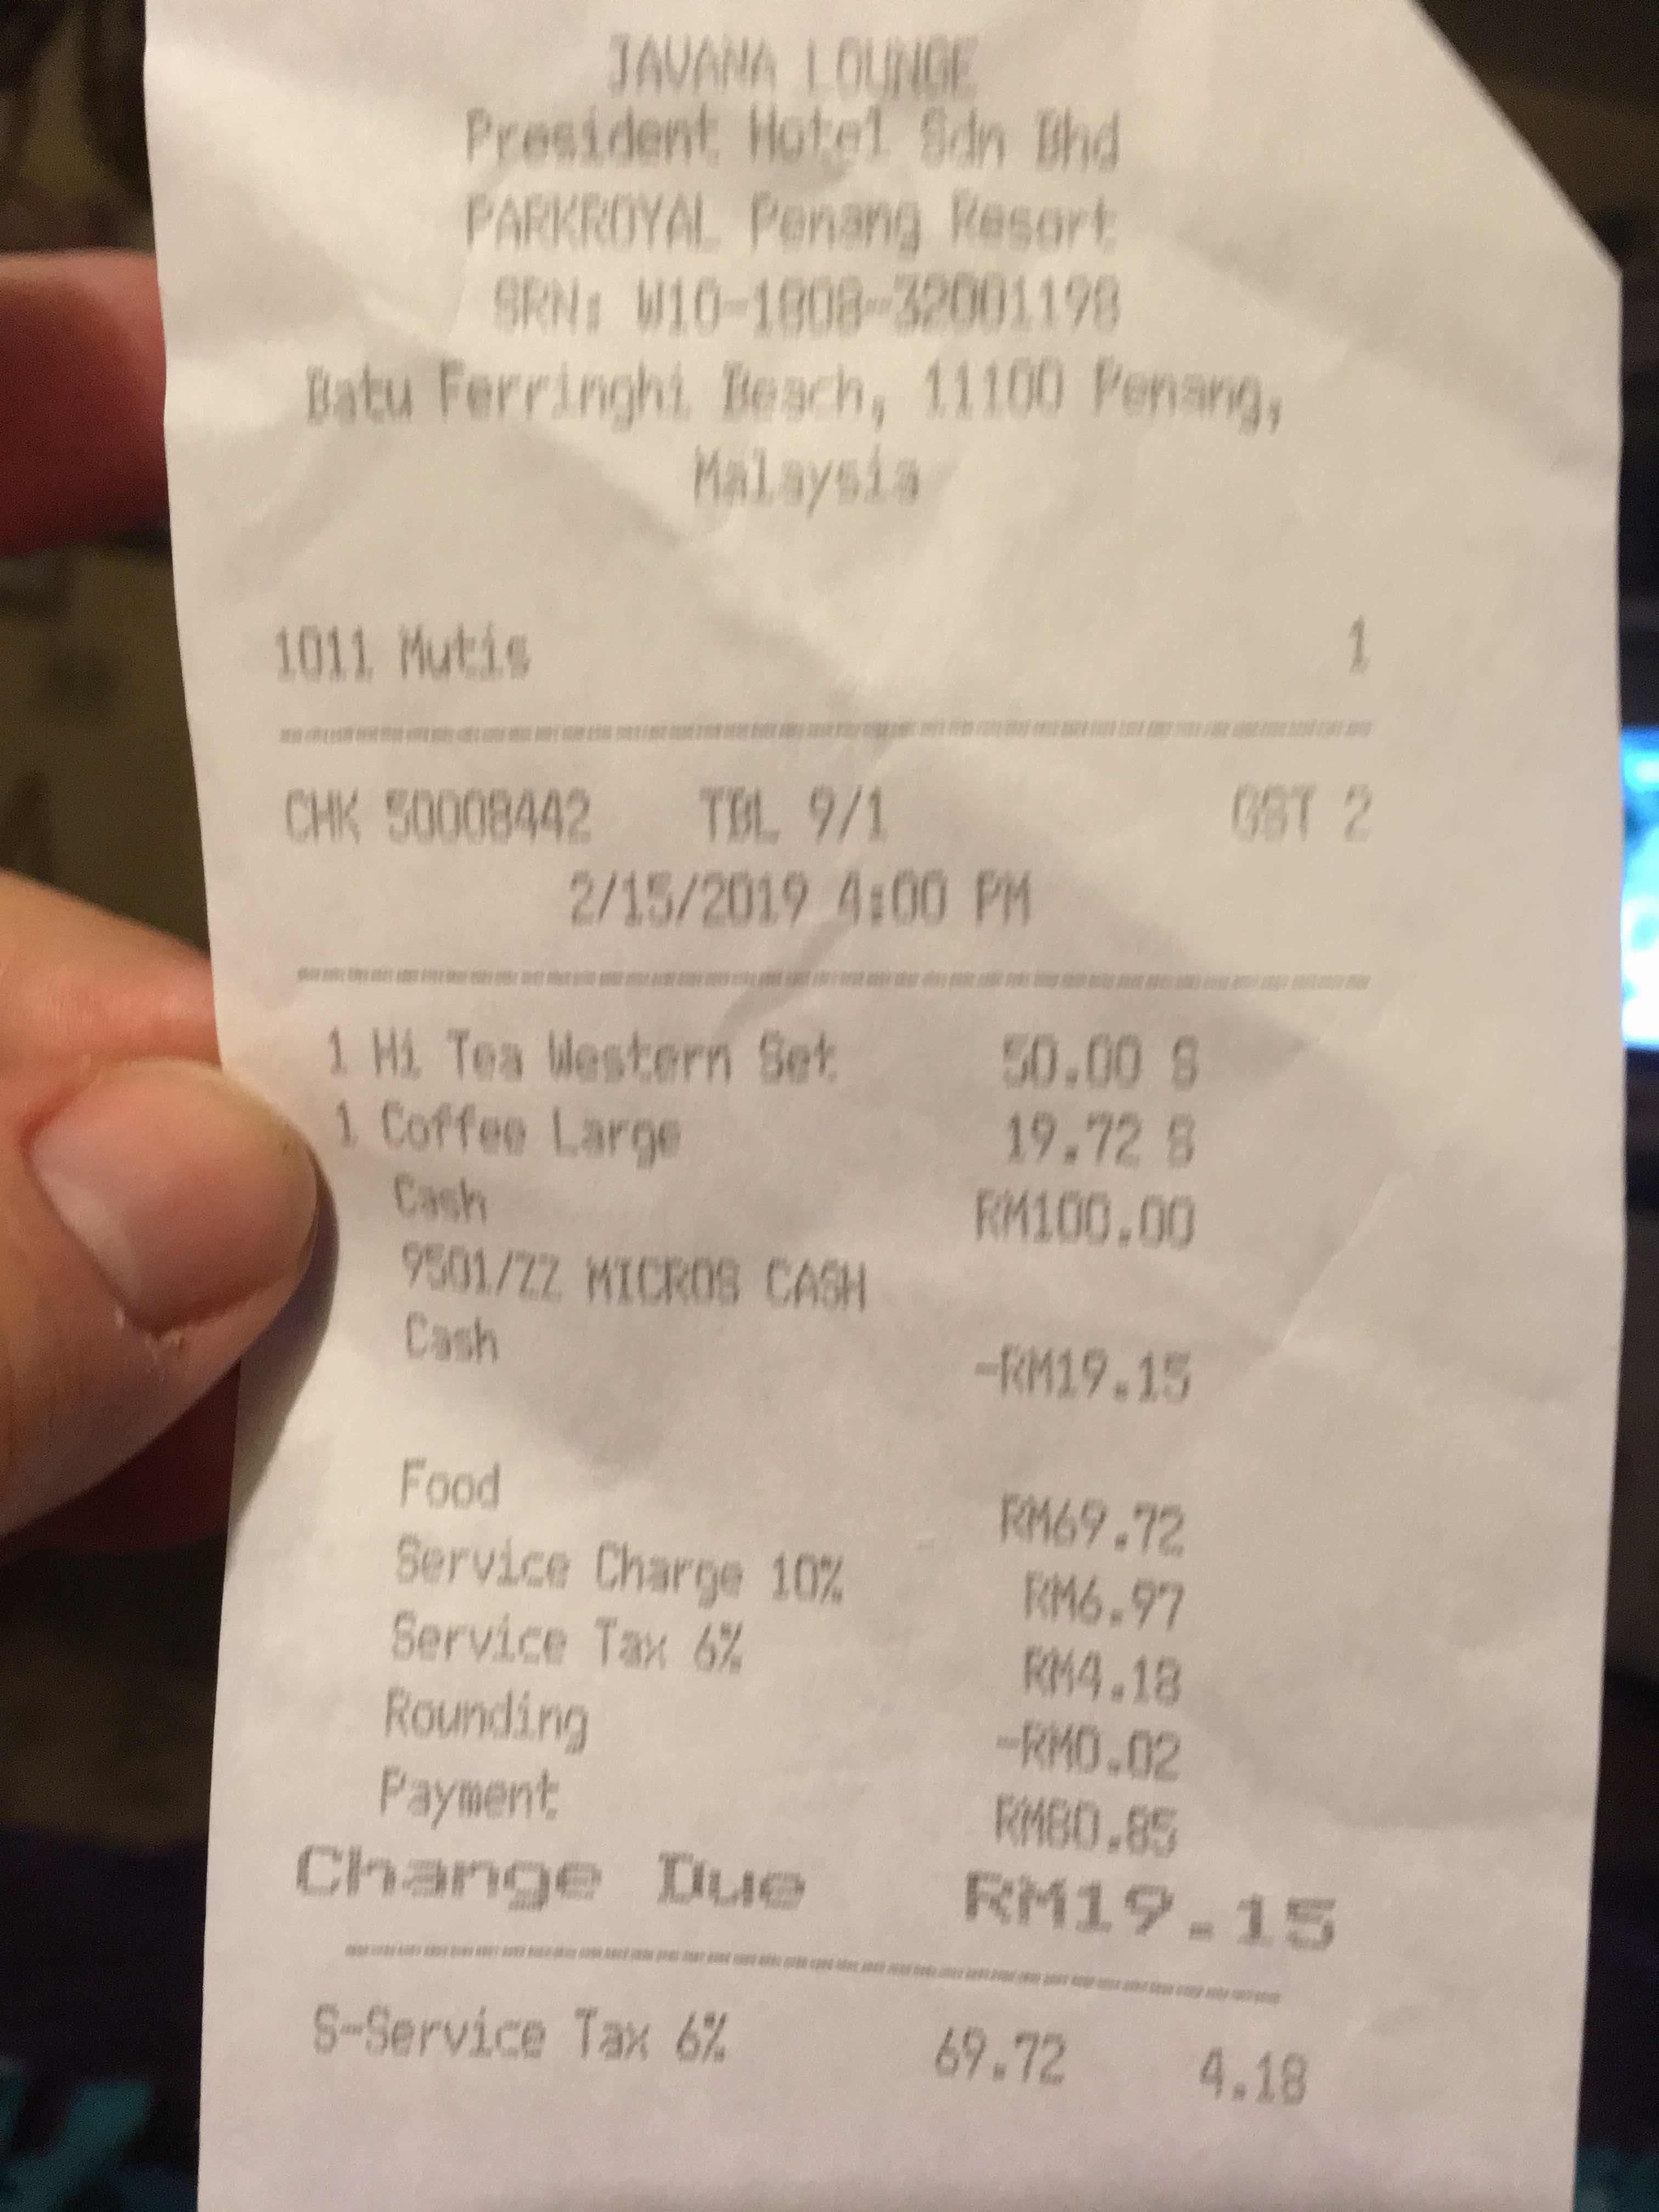 JAVANA LOUNGE
President Hotel Sdn Bhd
PARKROYAL Penang Resort
SRN: W10-1808-32001198
Batu Ferringhi Beach, 11100 Penang,
Malaysia
1011 Mutis 1
CHK 50008442 TBL 9/1 GST 2
2/15/2019 4:00 PM
1 Hi Tea Western Set 50.00 S
1 Coffee Large 19.72 S
Cash RM100.00
9501/ZZ MICROS CASH
Cash -RM19.15
Food RM69.72
Service Charge 10% RM6.97
Service Tax 6% RM4.18
Rounding -RM0.02
Payment RM80.85
Change Due RM19.15
S-Service Tax 6% 69.72 4.18